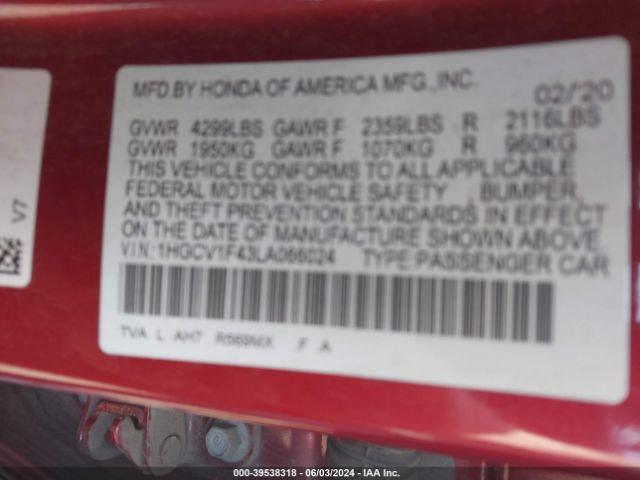 MFD.BY HONDA OF AMERICA MFG.,INC. 02/'20
GVWR 4299LBS GAWR F 2359LBS R 2116LBS
GVWR 1950KG GAWR F 1070KG R 960KG
THIS VEHICLE CONFORMS TO ALL APPLICABLE
FEDERAL MOTOR VEHICLE SAFETY , BUMPER,
AND THEFT PREVENTION STANDARDS IN EFFECT
ON THE DATE OF MANUFACTURE SHOWN ABOVE.
VIN:1HGCV1F43LA066024 TYPE:PASSENGER CAR
TVA L AH7 R569MX F A
V7
000-39538318 - 06/03/2024 - IAA Inc.